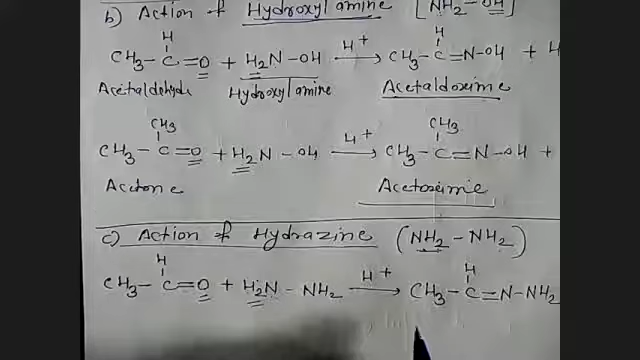 b) Action of Hydroxylamine [NH2-OH]
H
CH3-C=O + H2N-OH H+ → CH3-C=N-OH + H
H
Acetaldehyde Hydroxylamine Acetaldoxime
CH3 CH3
CH3-C=O + H2N-OH H+ → CH3-C=N-OH +
Acetone Acetoxime
c) Action of Hydrazine (NH2-NH2)
H H
CH3-C=O + H2N-NH2 H+ → CH3-C=N-NH2